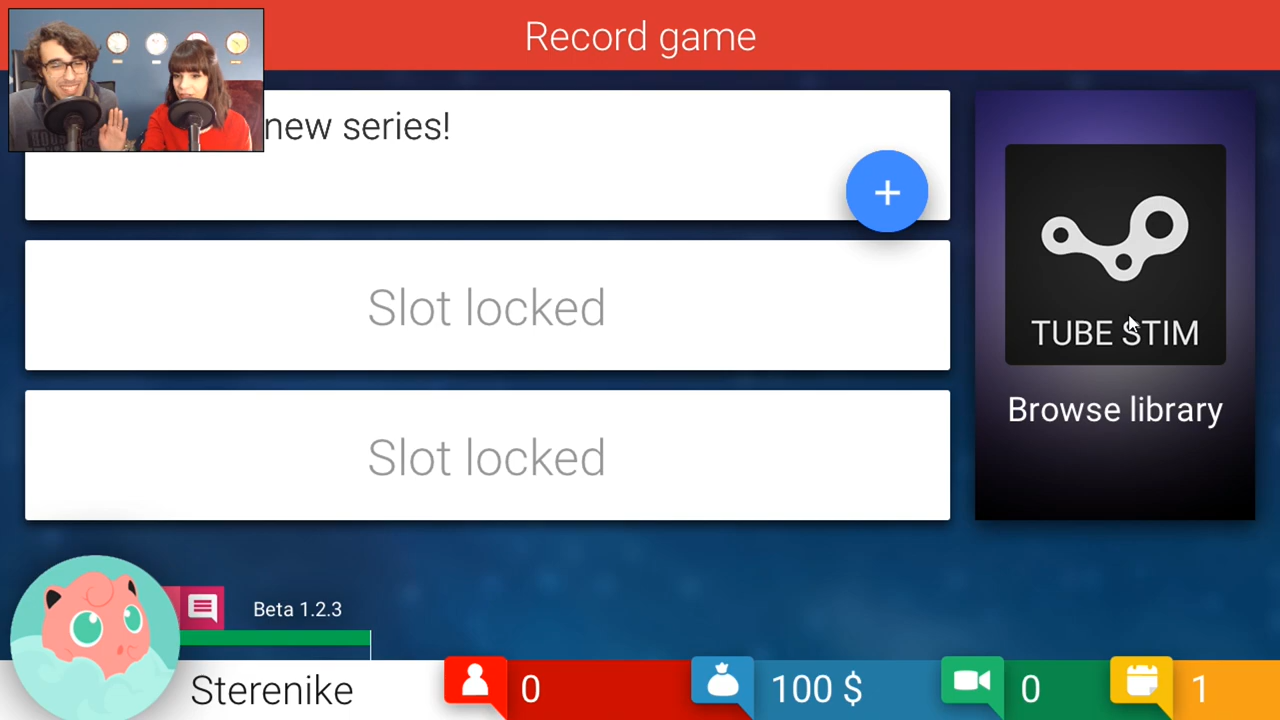 Record game
new series!
Slot locked
Slot locked
TUBE STIM
Browse library
Beta 1.2.3
Sterenike
0
100 $
0
1